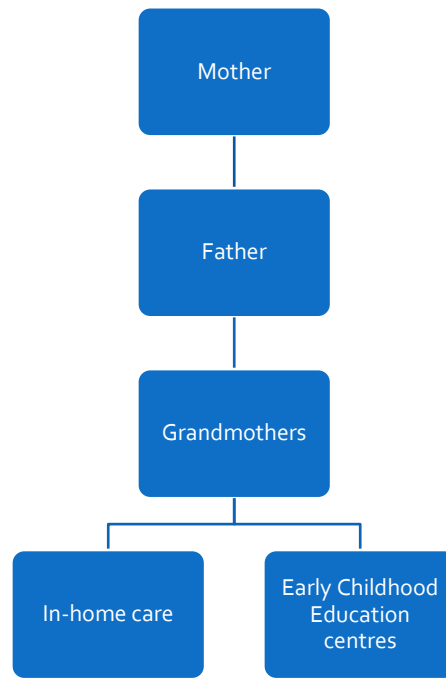 Mother
Father
Grandmothers
In-home care
Early Childhood
Education
centres